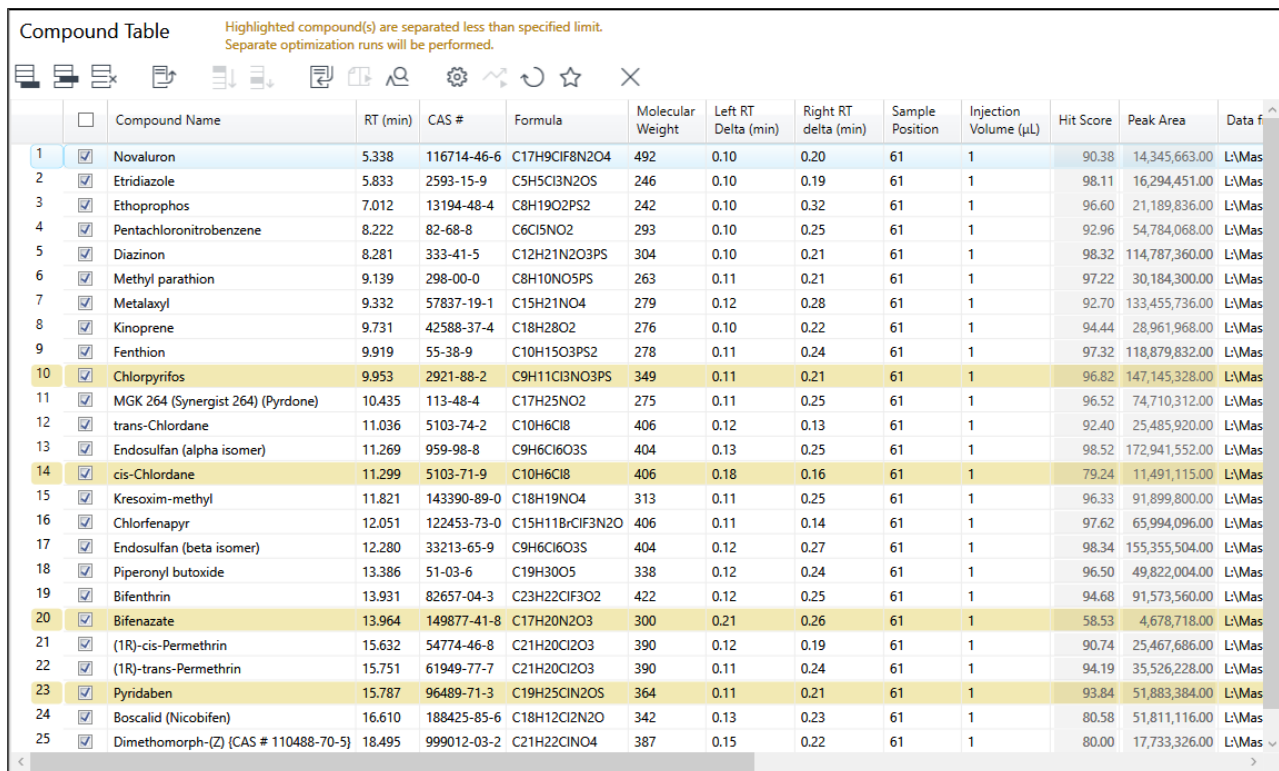 Compound Table
Highlighted compound(s) are separated less than specified limit.
Separate optimization runs will be performed.
Compound Name RT (min) CAS # Formula Molecular Weight Left RT Delta (min) Right RT delta (min) Sample Position Injection Volume (µL) Hit Score Peak Area Data f
1 Novaluron 5.338 116714-46-6 C17H9ClF8N2O4 492 0.10 0.20 61 1 90.38 14,345,663.00 L:\Mas
2 Etridiazole 5.833 2593-15-9 C5H5Cl3N2OS 246 0.10 0.19 61 1 98.11 16,294,451.00 L:\Mas
3 Ethoprophos 7.012 13194-48-4 C8H19O2PS2 242 0.10 0.32 61 1 96.60 21,189,836.00 L:\Mas
4 Pentachloronitrobenzene 8.222 82-68-8 C6Cl5NO2 293 0.10 0.25 61 1 92.96 54,784,068.00 L:\Mas
5 Diazinon 8.281 333-41-5 C12H21N2O3PS 304 0.10 0.21 61 1 98.32 114,787,360.00 L:\Mas
6 Methyl parathion 9.139 298-00-0 C8H10NO5PS 263 0.11 0.21 61 1 97.22 30,184,300.00 L:\Mas
7 Metalaxyl 9.332 57837-19-1 C15H21NO4 279 0.12 0.28 61 1 92.70 133,455,736.00 L:\Mas
8 Kinoprene 9.731 42588-37-4 C18H28O2 276 0.10 0.22 61 1 94.44 28,961,968.00 L:\Mas
9 Fenthion 9.919 55-38-9 C10H15O3PS2 278 0.11 0.24 61 1 97.32 118,879,832.00 L:\Mas
10 Chlorpyrifos 9.953 2921-88-2 C9H11Cl3NO3PS 349 0.11 0.21 61 1 96.82 147,145,328.00 L:\Mas
11 MGK 264 (Synergist 264) (Pyrdone) 10.435 113-48-4 C17H25NO2 275 0.11 0.25 61 1 96.52 74,710,312.00 L:\Mas
12 trans-Chlordane 11.036 5103-74-2 C10H6Cl8 406 0.12 0.13 61 1 92.40 25,485,920.00 L:\Mas
13 Endosulfan (alpha isomer) 11.269 959-98-8 C9H6Cl6O3S 404 0.13 0.25 61 1 98.52 172,941,552.00 L:\Mas
14 cis-Chlordane 11.299 5103-71-9 C10H6Cl8 406 0.18 0.16 61 1 79.24 11,491,115.00 L:\Mas
15 Kresoxim-methyl 11.821 143390-89-0 C18H19NO4 313 0.11 0.25 61 1 96.33 91,899,800.00 L:\Mas
16 Chlorfenapyr 12.051 122453-73-0 C15H11BrClF3N2O 406 0.11 0.14 61 1 97.62 65,994,096.00 L:\Mas
17 Endosulfan (beta isomer) 12.280 33213-65-9 C9H6Cl6O3S 404 0.12 0.27 61 1 98.34 155,355,504.00 L:\Mas
18 Piperonyl butoxide 13.386 51-03-6 C19H30O5 338 0.12 0.24 61 1 96.50 49,822,004.00 L:\Mas
19 Bifenthrin 13.931 82657-04-3 C23H22ClF3O2 422 0.12 0.25 61 1 94.68 91,573,560.00 L:\Mas
20 Bifenazate 13.964 149877-41-8 C17H20N2O3 300 0.21 0.26 61 1 58.53 4,678,718.00 L:\Mas
21 (1R)-cis-Permethrin 15.632 54774-46-8 C21H20Cl2O3 390 0.12 0.19 61 1 90.74 25,467,686.00 L:\Mas
22 (1R)-trans-Permethrin 15.751 61949-77-7 C21H20Cl2O3 390 0.11 0.24 61 1 94.19 35,526,228.00 L:\Mas
23 Pyridaben 15.787 96489-71-3 C19H25ClN2OS 364 0.11 0.21 61 1 93.84 51,883,384.00 L:\Mas
24 Boscalid (Nicobifen) 16.610 188425-85-6 C18H12Cl2N2O 342 0.13 0.23 61 1 80.58 51,811,116.00 L:\Mas
25 Dimethomorph-(Z) {CAS # 110488-70-5} 18.495 999012-03-2 C21H22ClNO4 387 0.15 0.22 61 1 80.00 17,733,326.00 L:\Mas